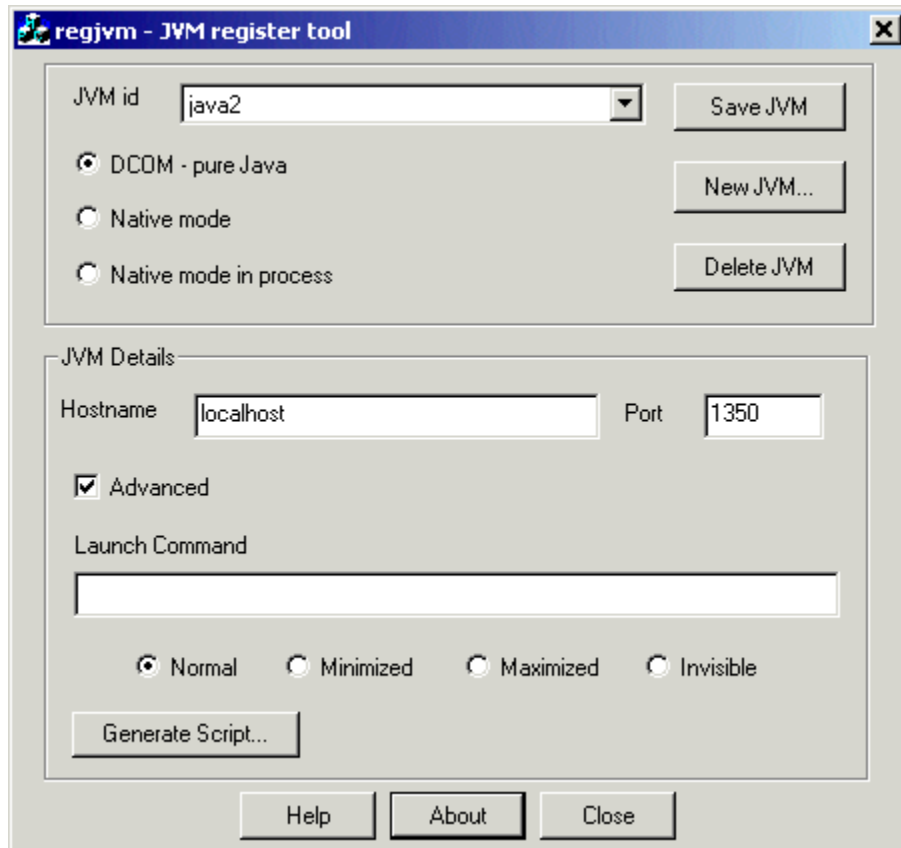 regjvm - JVM register tool
JVM id java2 Save JVM
DCOM - pure Java
New JVM...
Native mode
Native mode in process Delete JVM
JVM Details
Hostname localhost Port 1350
Advanced
Launch Command
Normal Minimized Maximized Invisible
Generate Script...
Help About Close